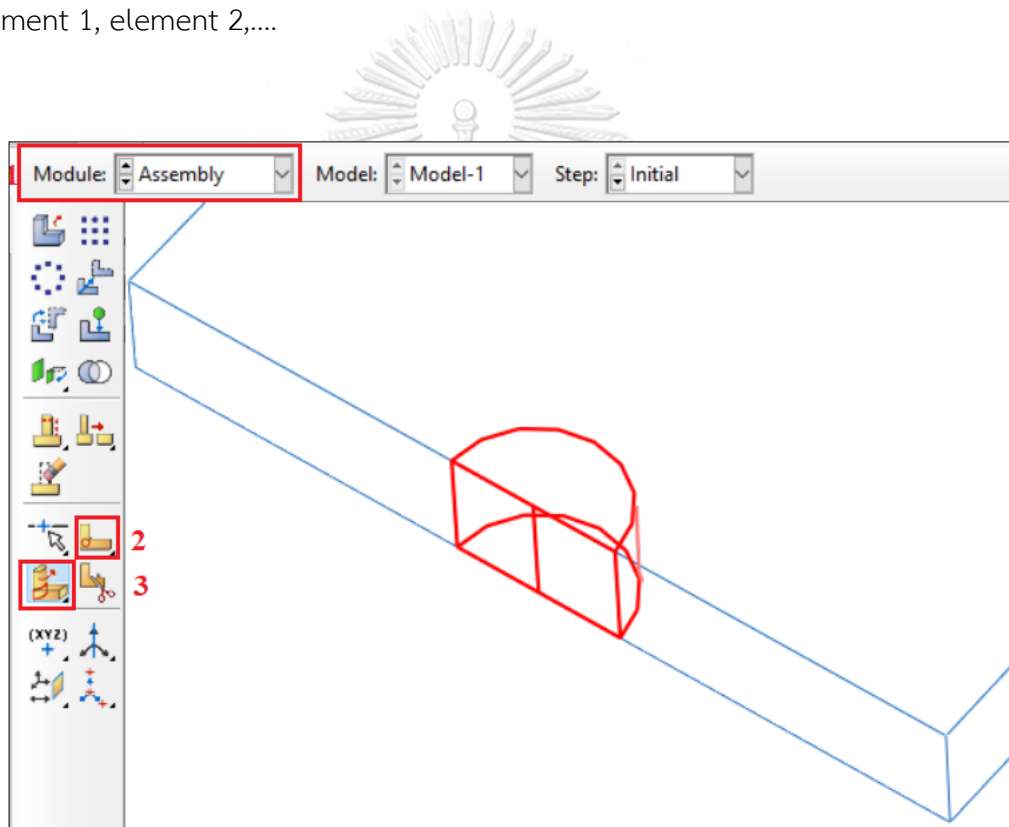 ment 1, element 2,....
1 Module: Assembly Model: Model-1 Step: Initial
2
3
(XYZ)